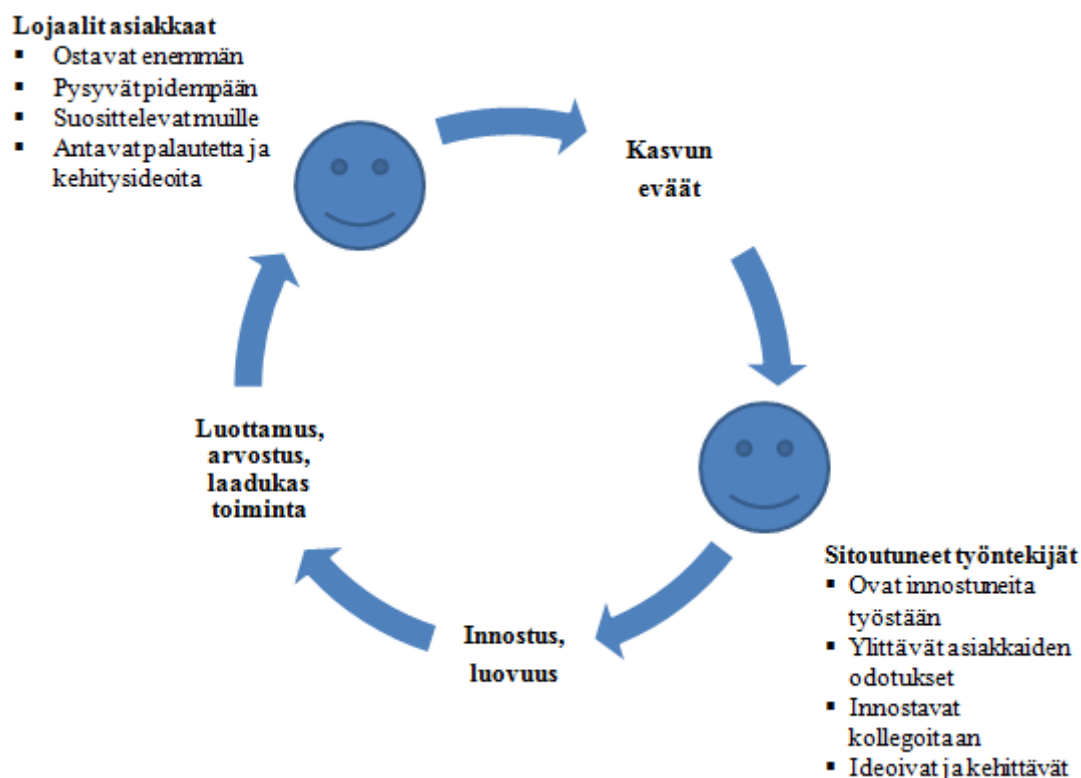 Lojaalit asiakkaat
▪ Ostavat enemmän
▪ Pysyvät pidempään
▪ Suosittelevat muille
▪ Antavat palautetta ja
kehitysideoita
Kasvun
eväät
Sitoutuneet työntekijät
▪ Ovat innostuneita
työstään
▪ Ylittävät asiakkaiden
odotukset
▪ Innostavat
kollegoitaan
▪ Ideoivat ja kehittävät
Innostus,
luovuus
Luottamus,
arvostus,
laadukas
toiminta